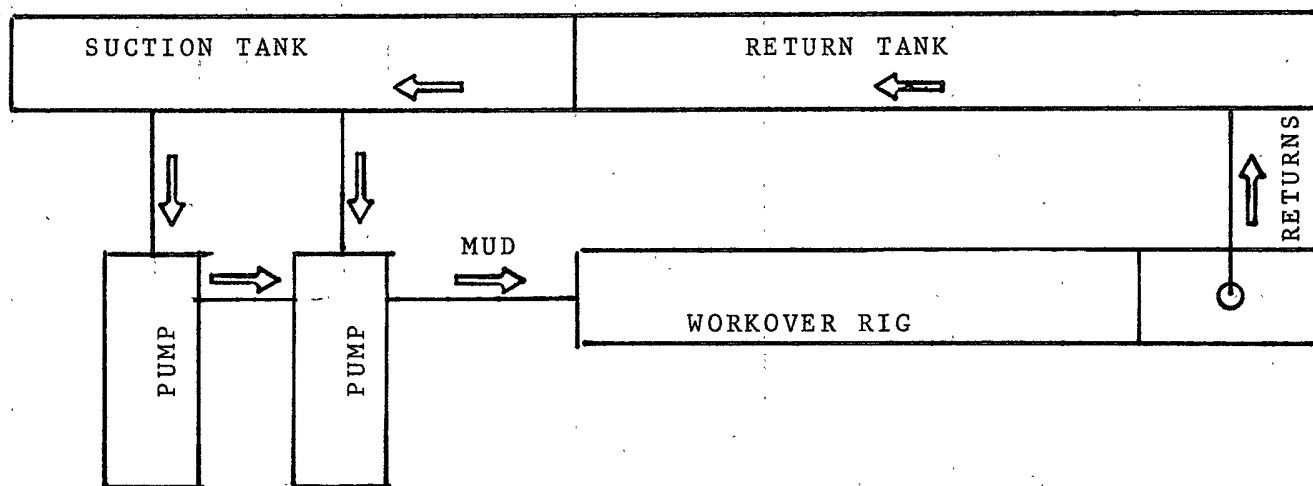 SUCTION TANK
RETURN TANK
RETURNS
MUD
PUMP
PUMP
WORKOVER RIG